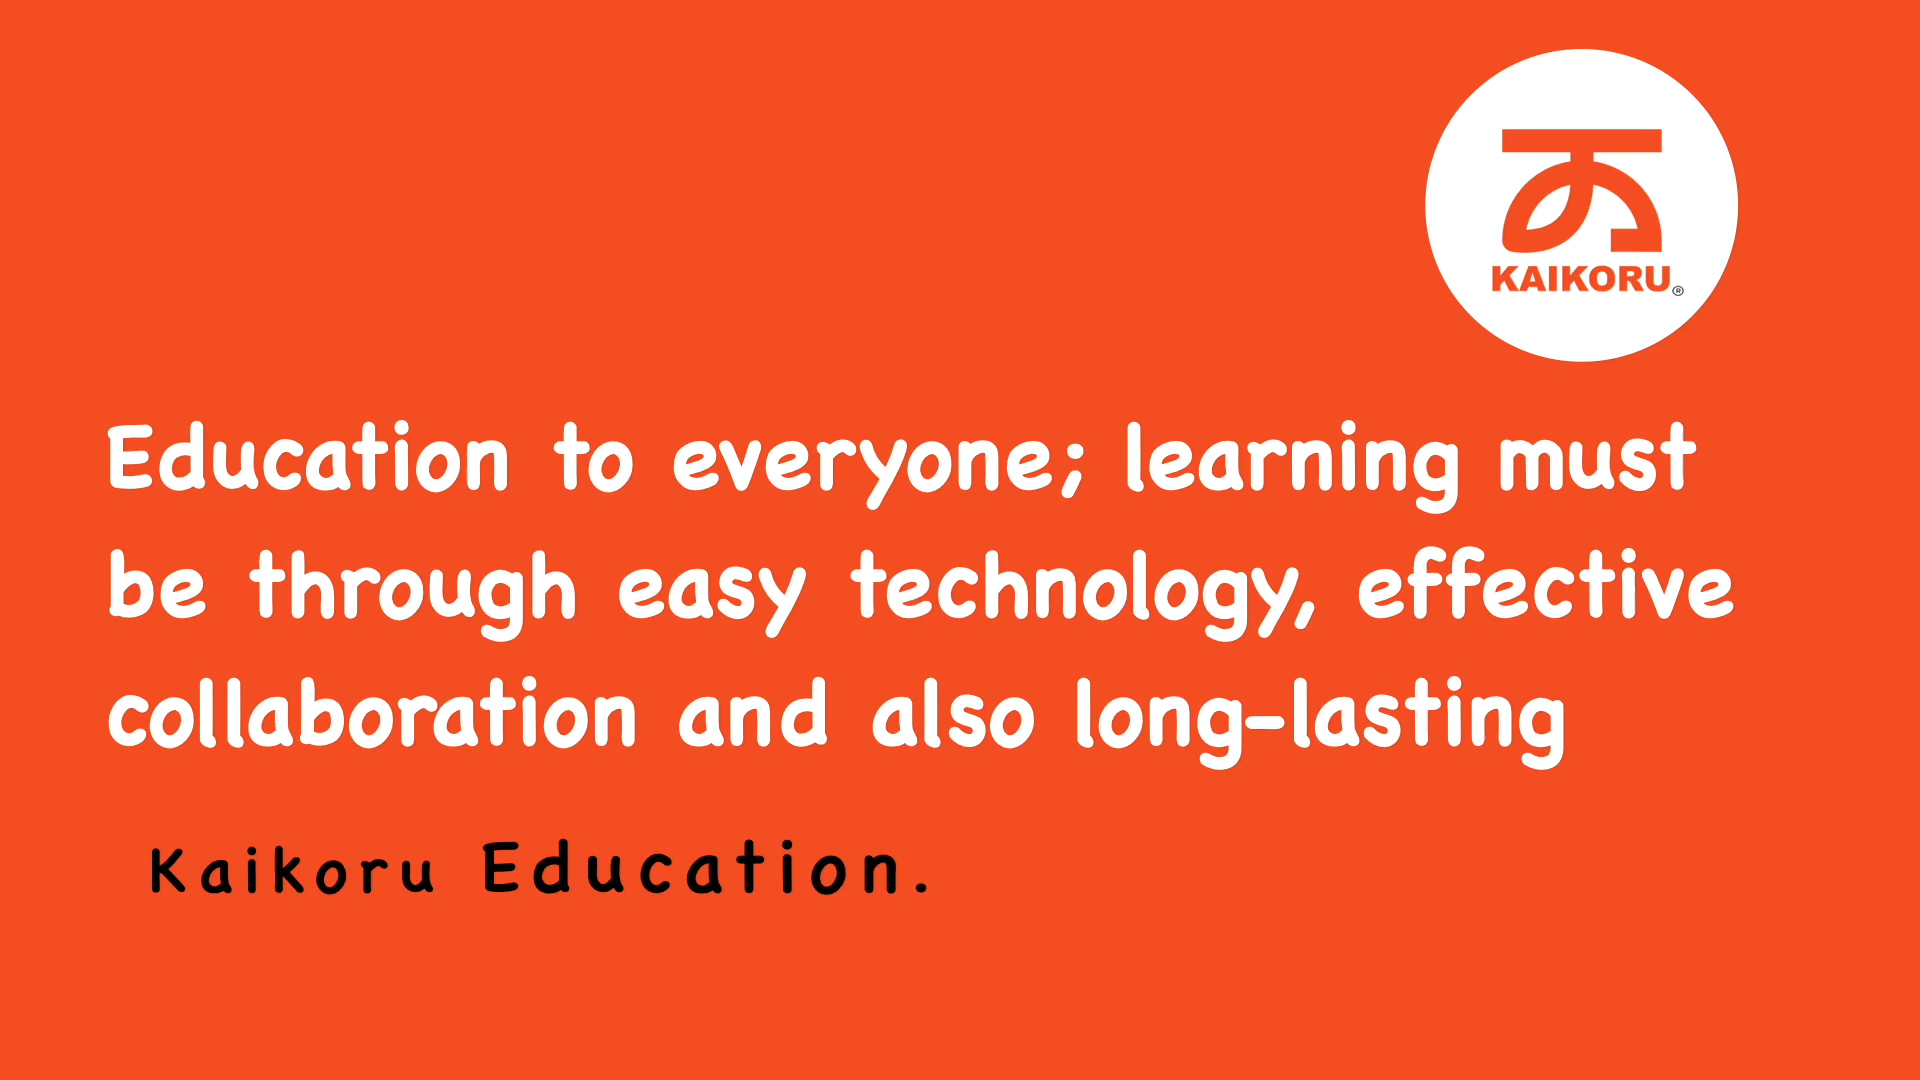 KAIKORU®
Education to everyone; learning must
be through easy technology, effective
collaboration and also long-lasting
Kaikoru Education.